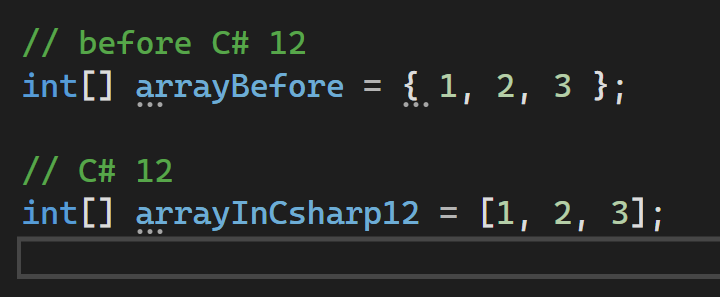 // before C# 12
int[] arrayBefore = { 1, 2, 3 };
// C# 12
int[] arrayInCsharp12 = [1, 2, 3];